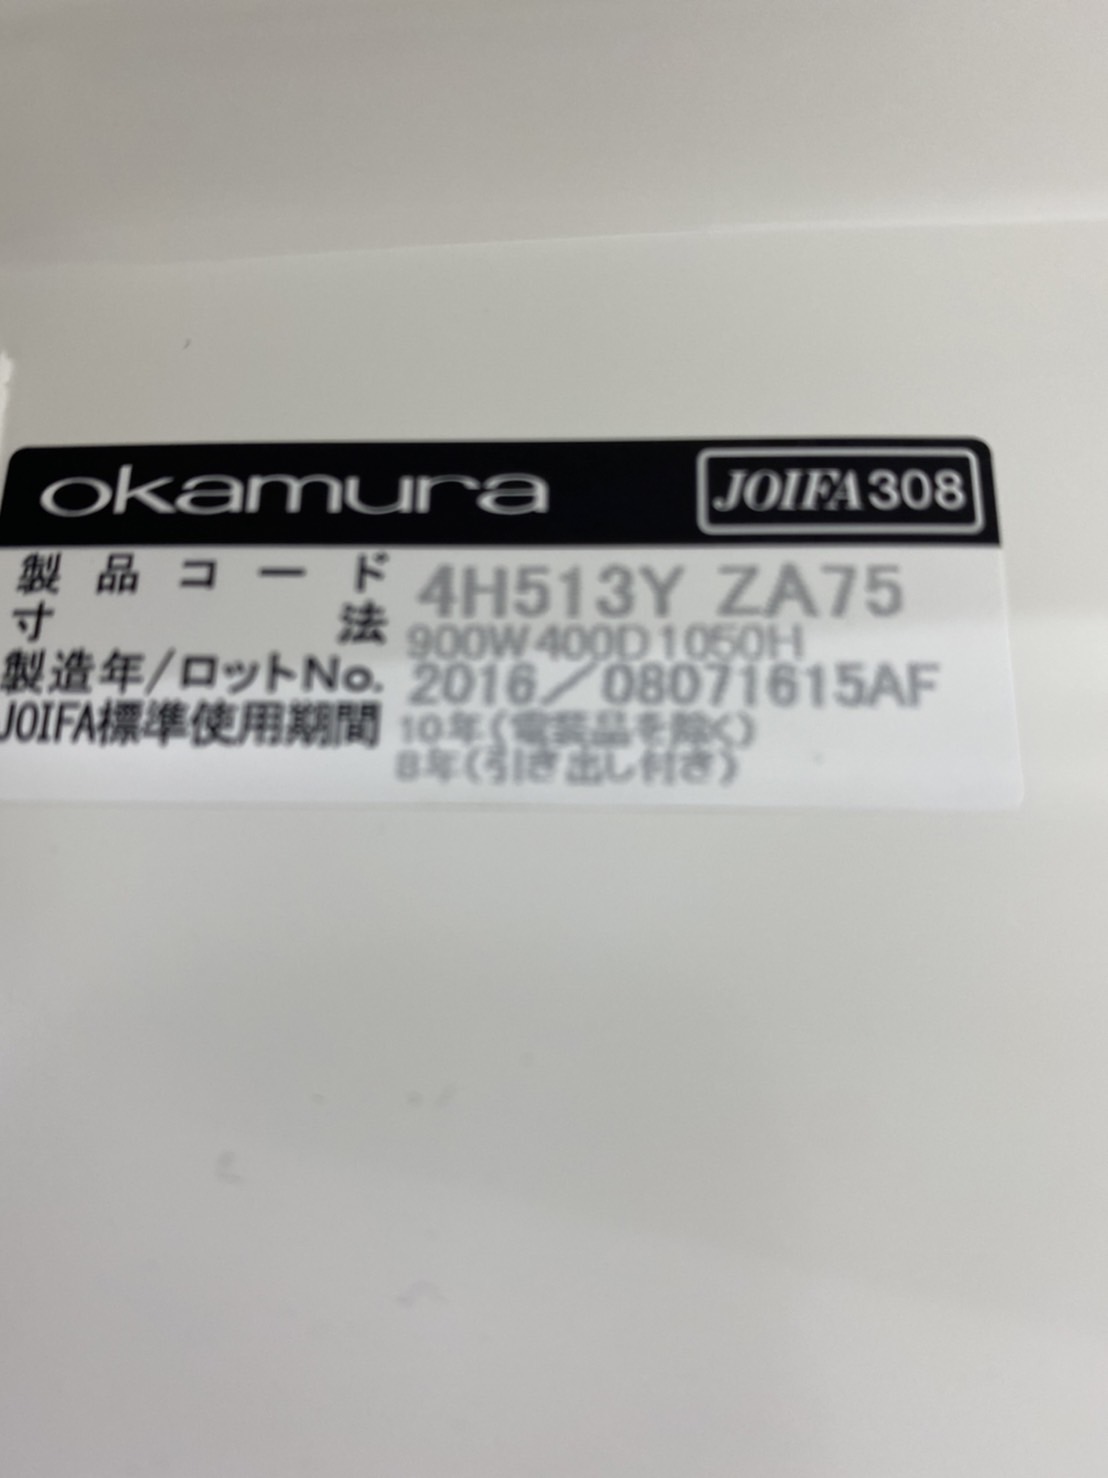 okamura JOIFA308
製品コード 4H513Y ZA75
寸法 900W400D1050H
製造年/ロットNo. 2016/08071615AF
JOIFA標準使用期間 10年(電装品を除く)
8年(引き出し付き)